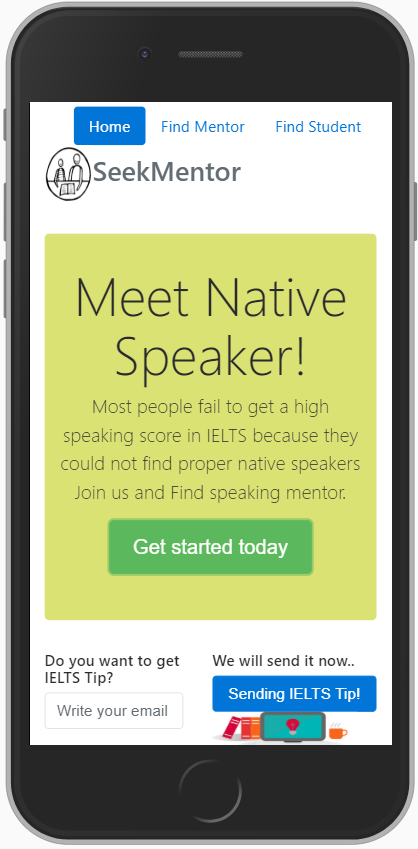 Home Find Mentor Find Student
SeekMentor
Meet Native
Speaker!
Most people fail to get a high
speaking score in IELTS because they
could not find proper native speakers
Join us and Find speaking mentor.
Get started today
Do you want to get
IELTS Tip?
Write your email
We will send it now..
Sending IELTS Tip!